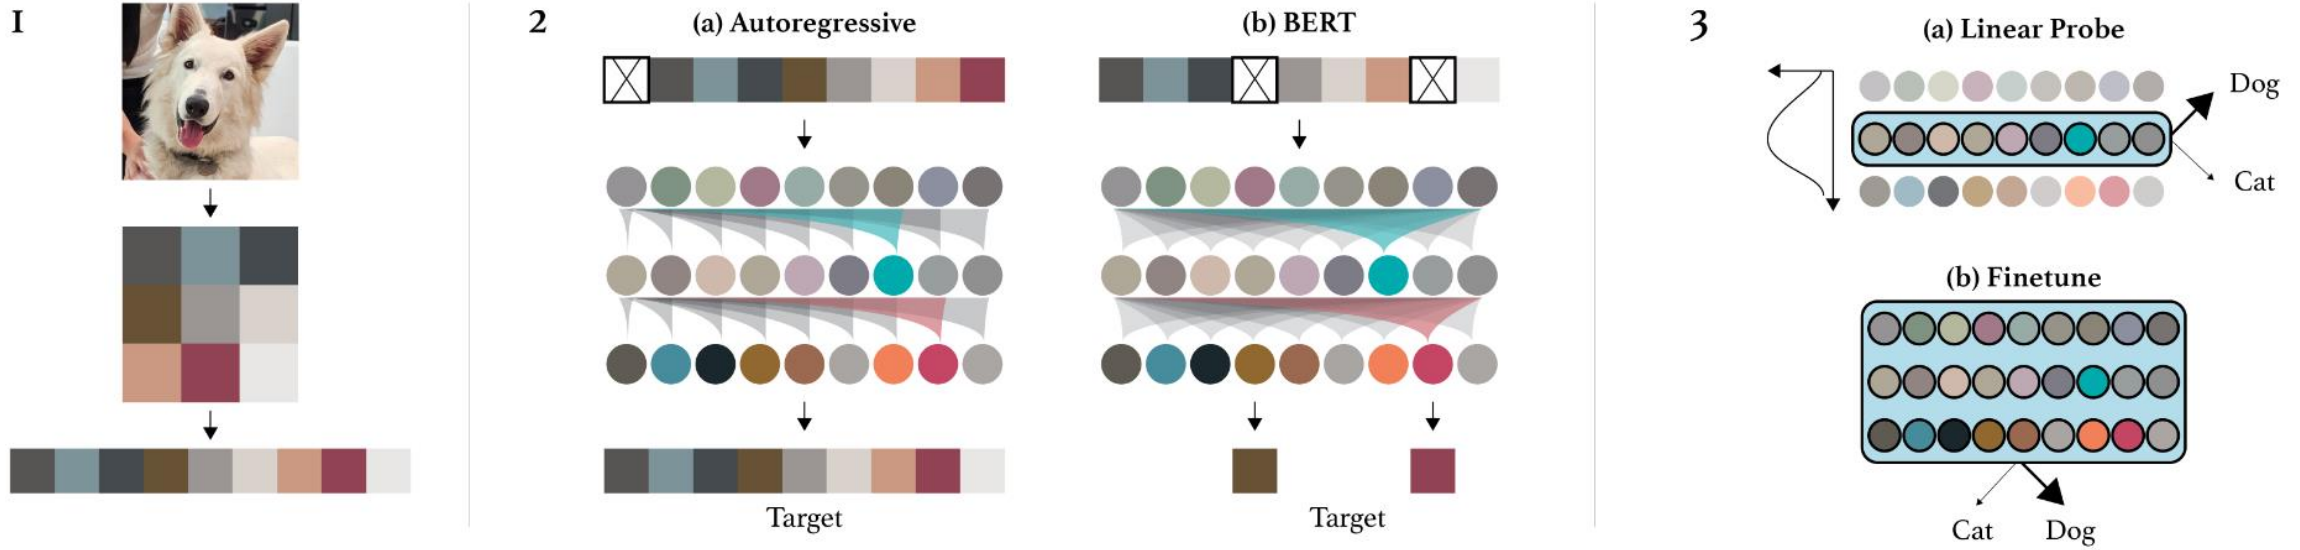 1
2
(a) Autoregressive
(b) BERT
Target
Target
3
(a) Linear Probe
Dog
Cat
(b) Finetune
Cat
Dog